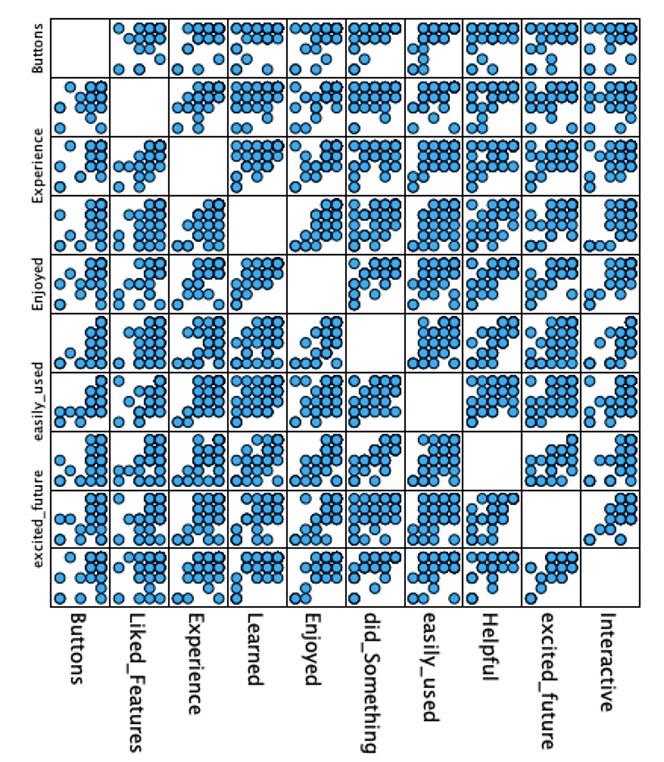 Buttons
Experience
Enjoyed
easily_used
excited_future
Buttons
Liked_Features
Experience
Learned
Enjoyed
did_Something
easily_used
Helpful
excited_future
Interactive